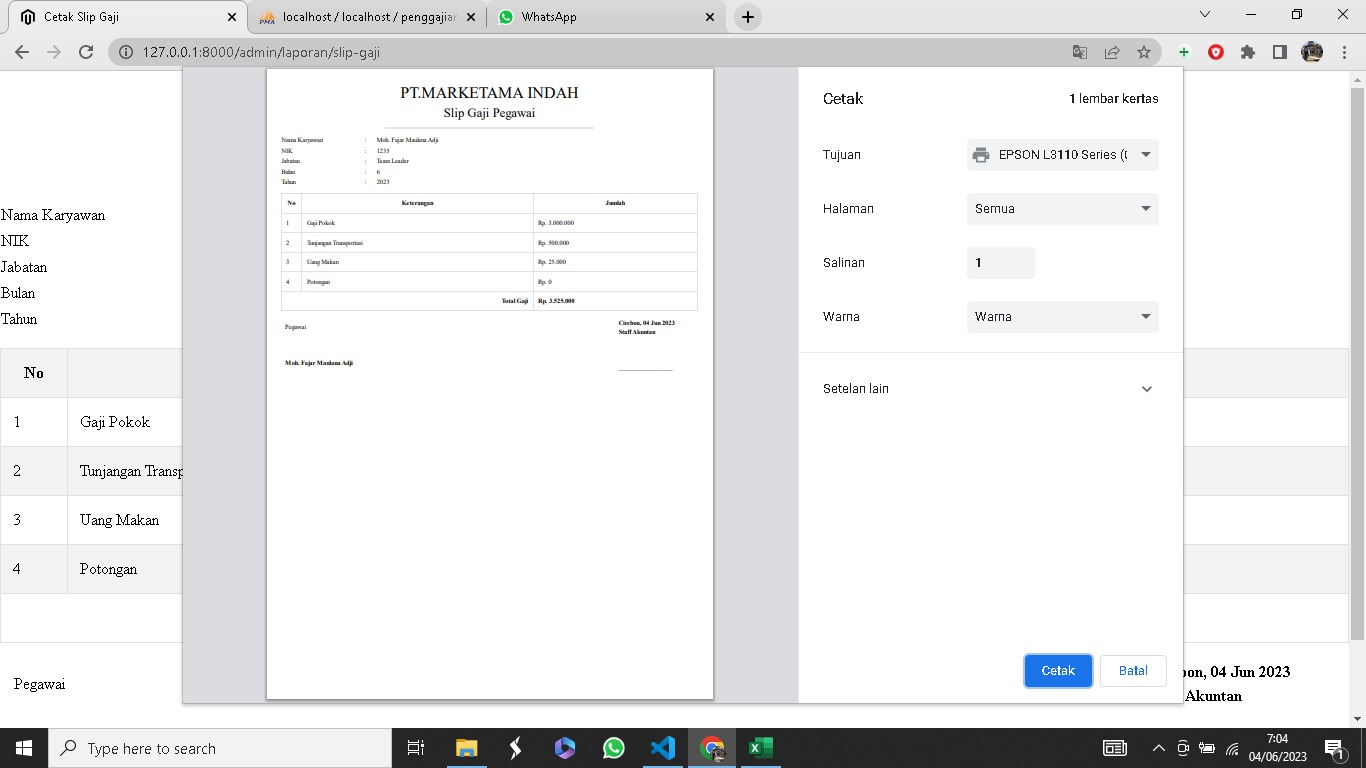 Cetak Slip Gaji
localhost / localhost / penggajian
WhatsApp
127.0.0.1:8000/admin/laporan/slip-gaji
PT.MARKETAMA INDAH
Slip Gaji Pegawai
Nama Karyawan : Moh. Fajar Maulana Adji
NIK : 1235
Jabatan : Team Leader
Bulan : 6
Tahun : 2023
No Keterangan Jumlah
1 Gaji Pokok Rp. 3.000.000
2 Tunjangan Transportasi Rp. 500.000
3 Uang Makan Rp. 25.000
4 Potongan Rp. 0
Total Gaji Rp. 3.525.000
Pegawai
Cirebon, 04 Jun 2023
Staff Akuntan
Moh. Fajar Maulana Adji
Cetak 1 lembar kertas
Tujuan EPSON L3110 Series (
Halaman Semua
Salinan 1
Warna Warna
Setelan lain
Cetak Batal
Nama Karyawan
NIK
Jabatan
Bulan
Tahun
No
1 Gaji Pokok
2 Tunjangan Transp
3 Uang Makan
4 Potongan
Pegawai
bon, 04 Jun 2023
Akuntan
Type here to search
7:04
04/06/2023
1